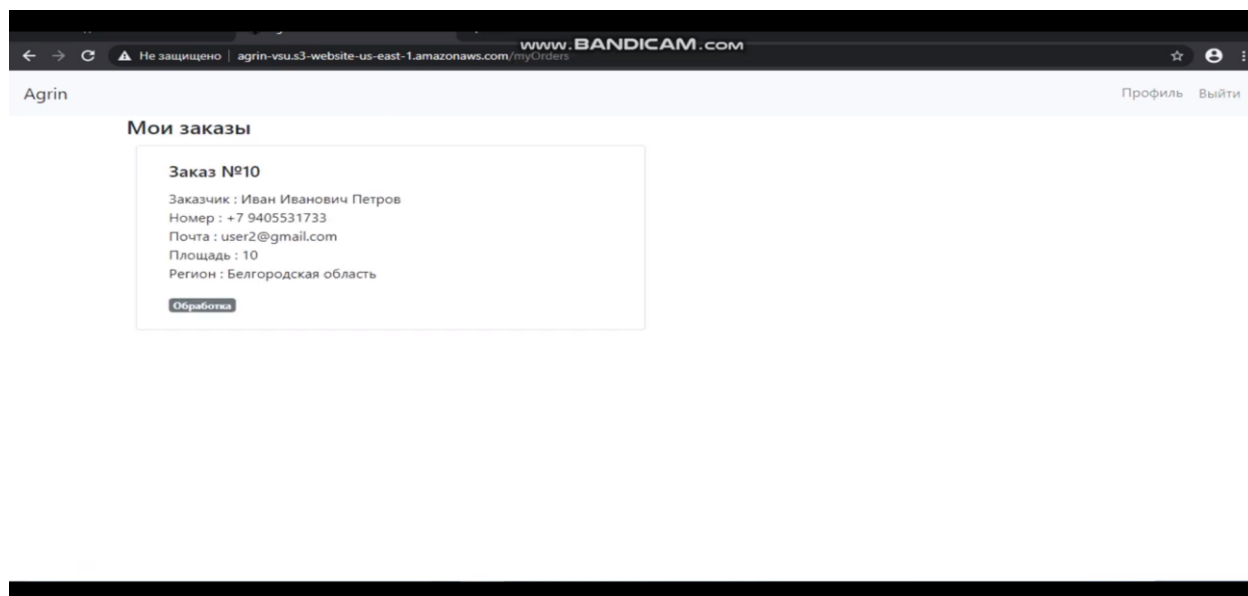 www.BANDICAM.com
Не защищено | agrin-vsu.s3-website-us-east-1.amazonaws.com/myOrders
Agrin
Профиль Выйти
Мои заказы
Заказ №10
Заказчик : Иван Иванович Петров
Номер : +7 9405531733
Почта : user2@gmail.com
Площадь : 10
Регион : Белгородская область
Обработка